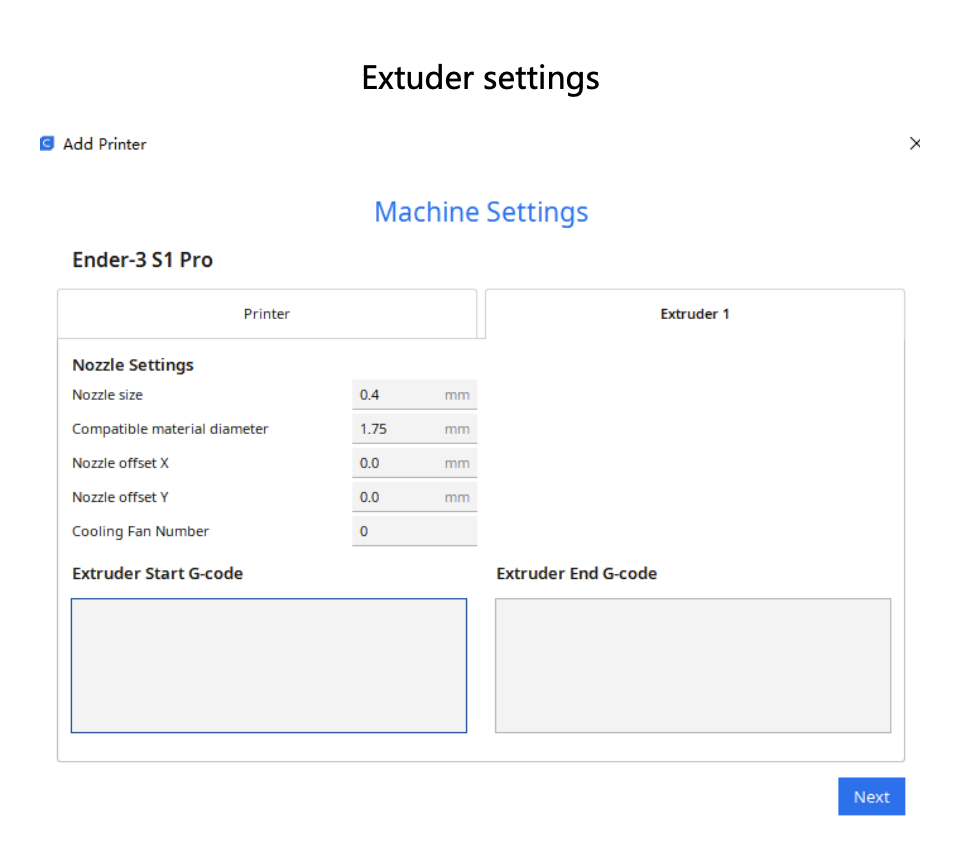 Extuder settings
Add Printer
Machine Settings
Ender-3 S1 Pro
Printer
Extruder 1
Nozzle Settings
Nozzle size 0.4 mm
Compatible material diameter 1.75 mm
Nozzle offset X 0.0 mm
Nozzle offset Y 0.0 mm
Cooling Fan Number 0
Extruder Start G-code
Extruder End G-code
Next